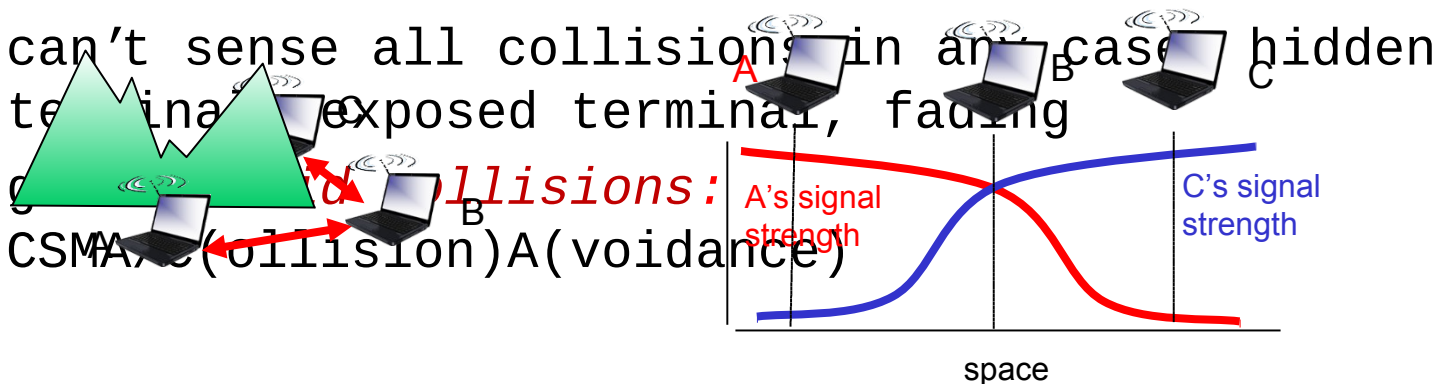 can't sense all collisions in any case: hidden
terminal, exposed terminal, fading
collisions:
CSMA/C(ollision)A(voidance)
A
B
C
C
B
A
A's signal
strength
C's signal
strength
space